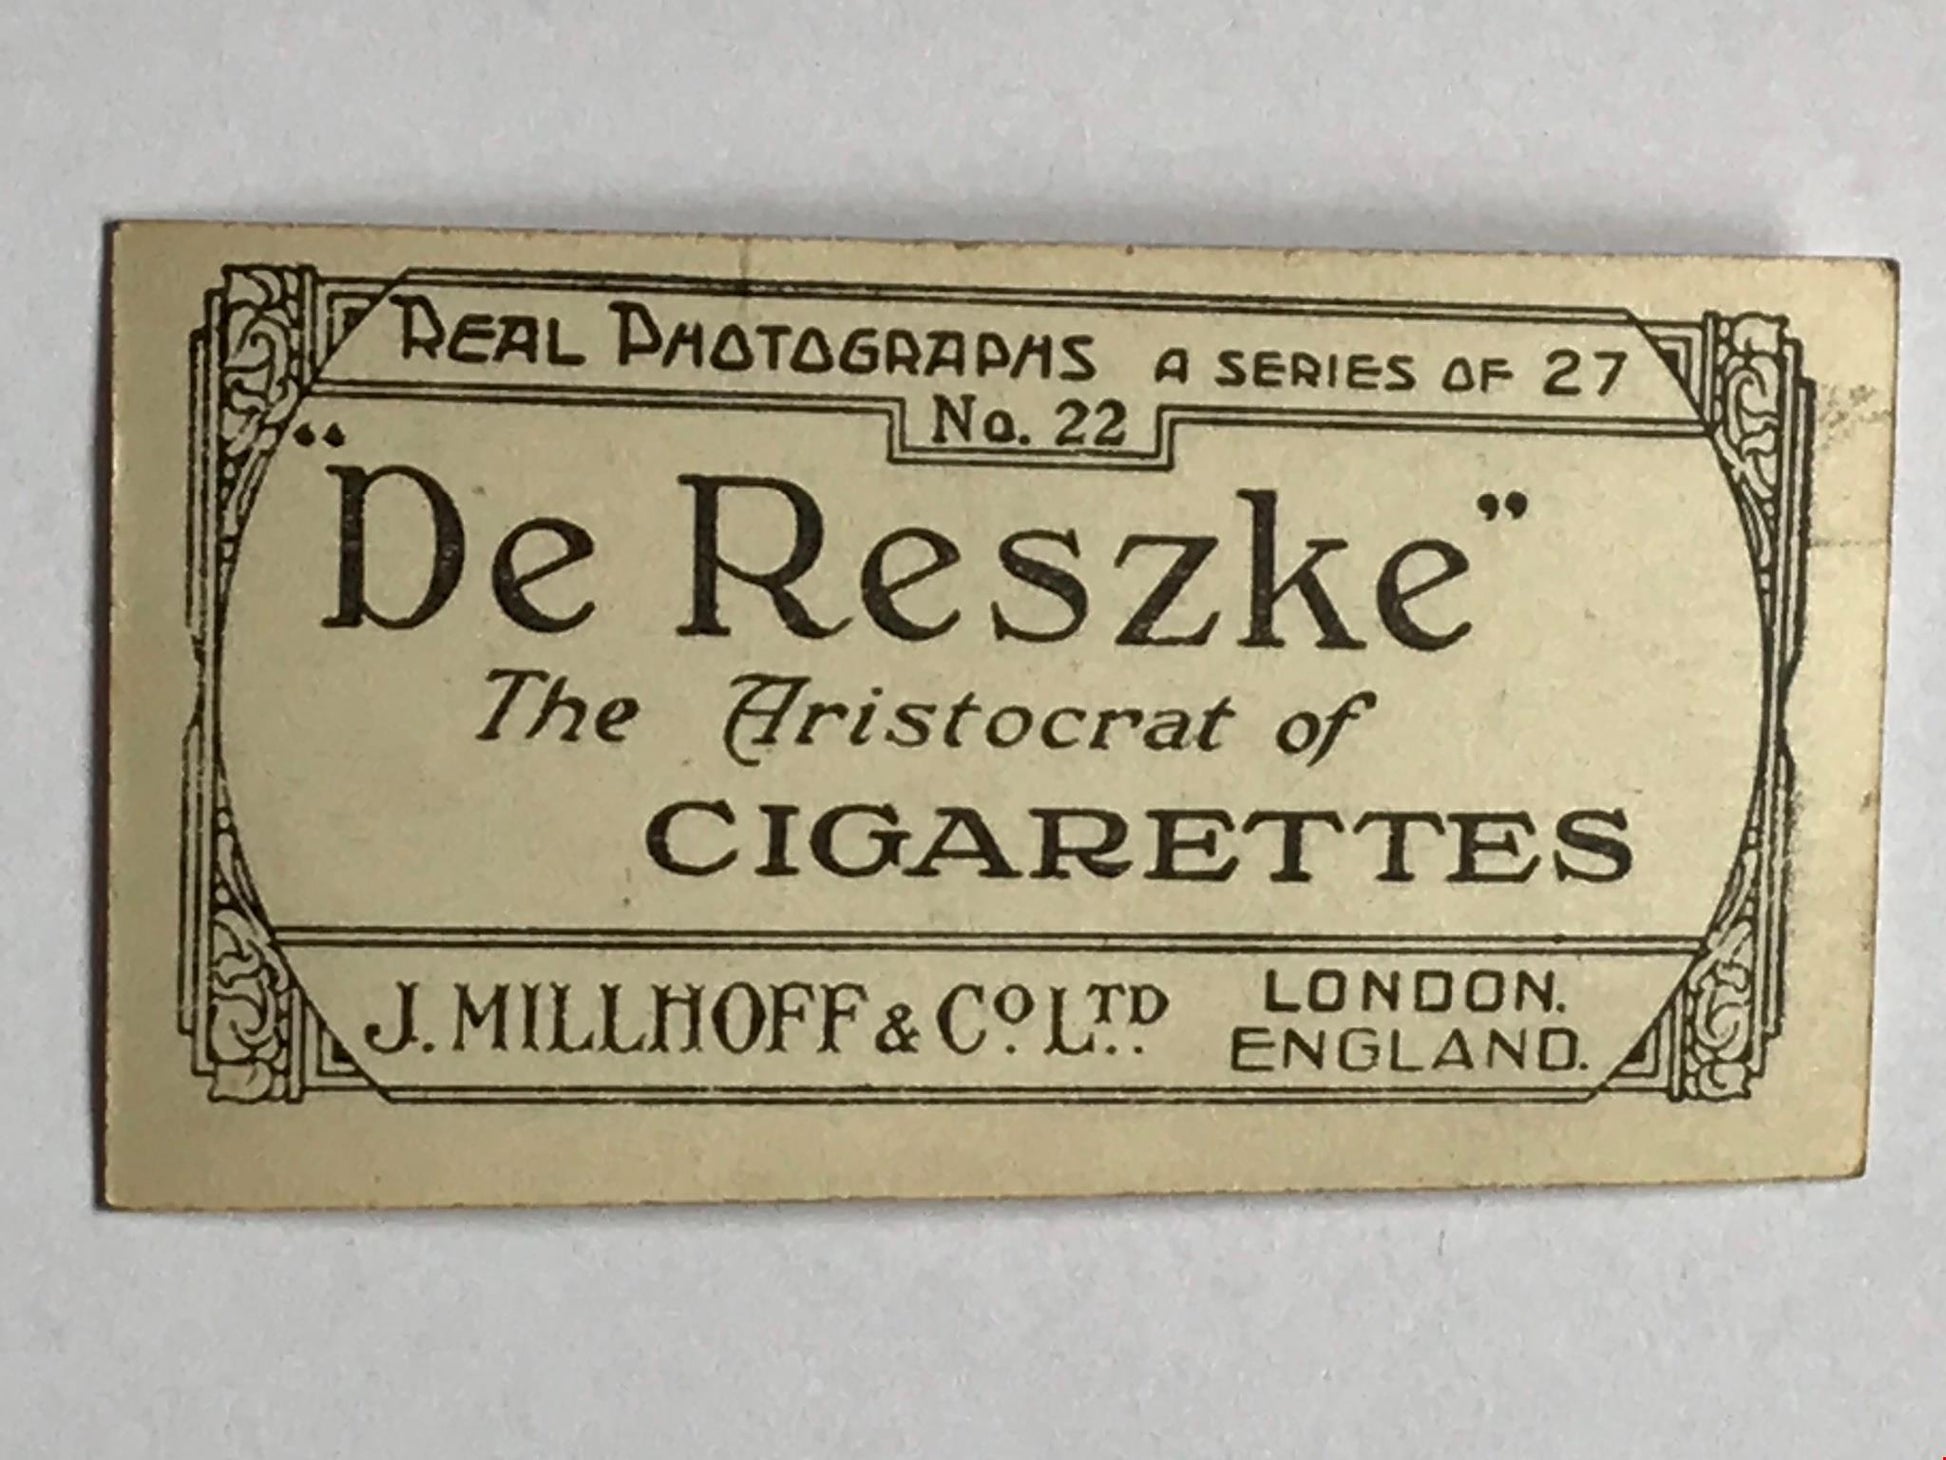 REAL PHOTOGRAPHS A SERIES OF 27
No. 22
“De Reszke”
The Aristocrat of
CIGARETTES
J. MILLHOFF & Co. LTD.
LONDON.
ENGLAND.